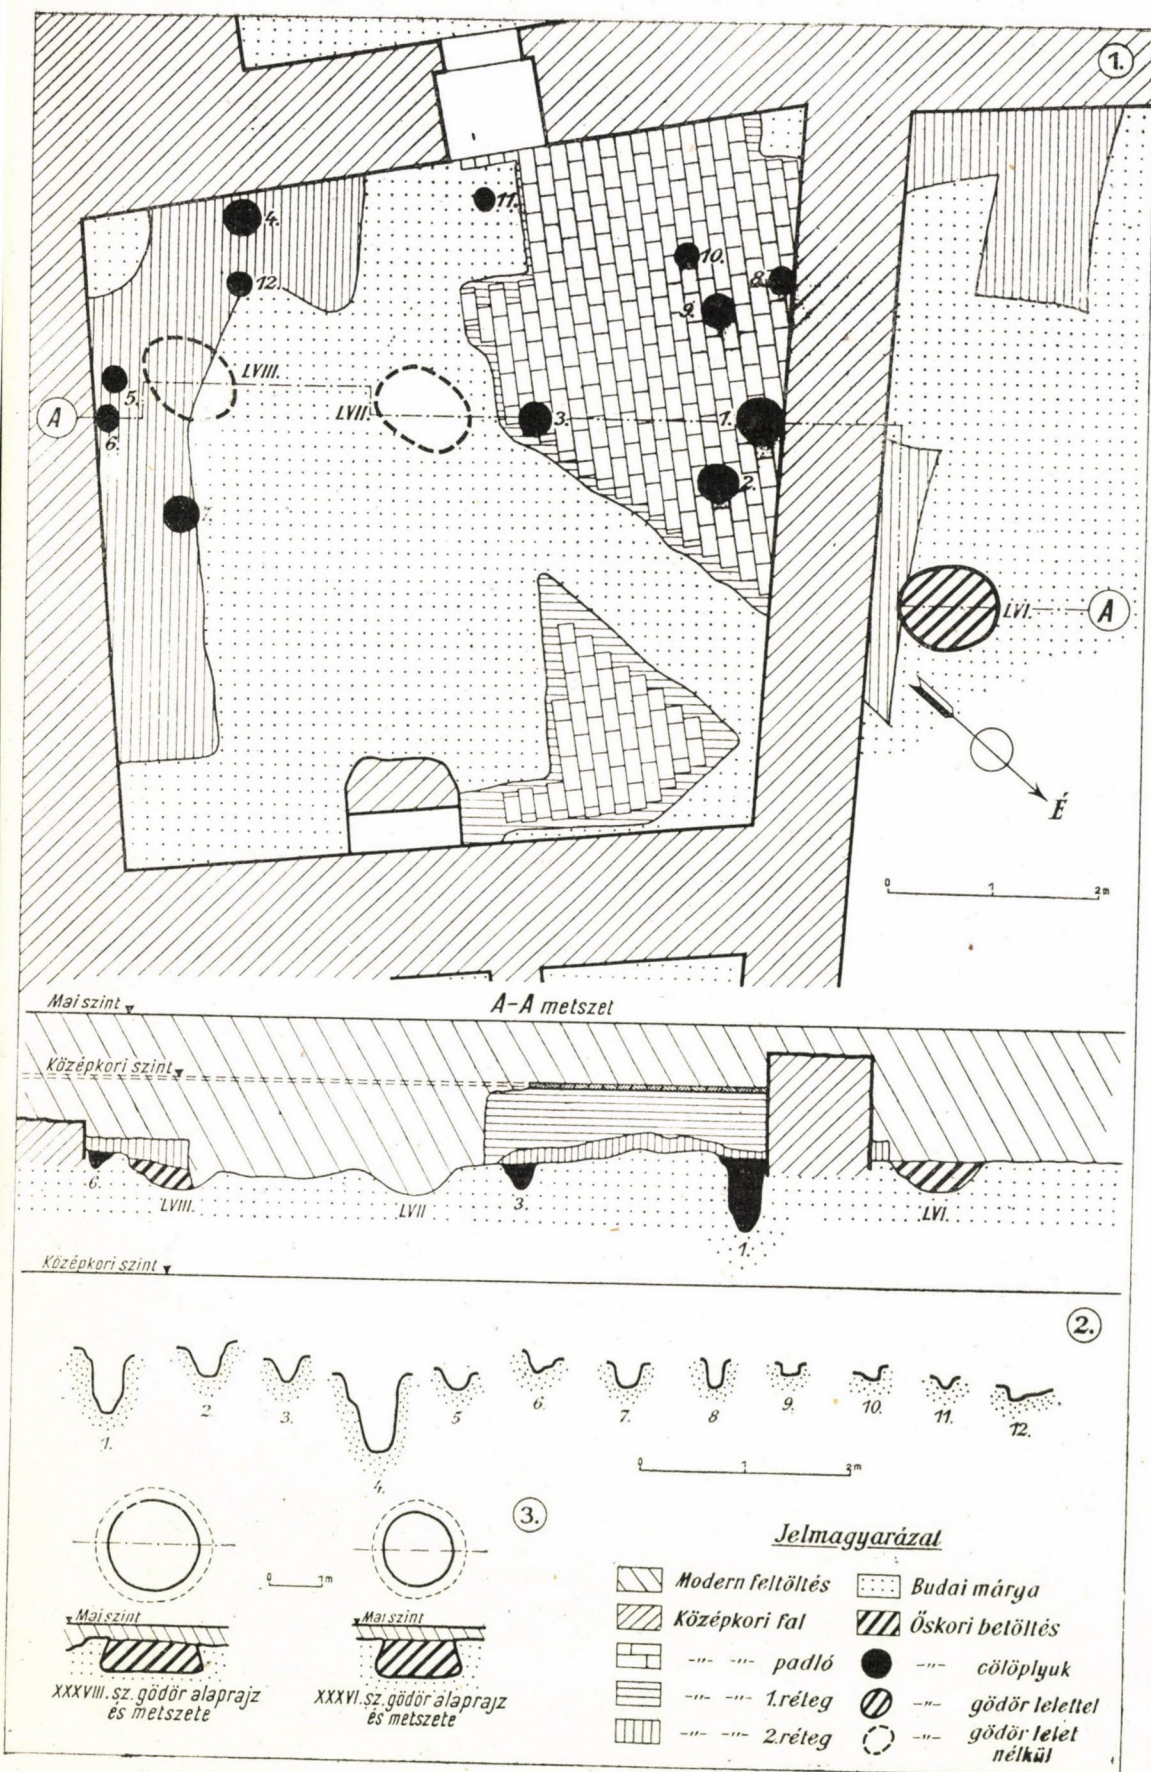 1.
11.
4.
10.
12.
8.
9.
LVIII.
5.
LVII.
A
3.
1.
6.
2.
7.
LVI.
A
É
0 1 2m
Mai szint
A-A metszet
Középkori szint
6.
LVIII.
LVII
3.
LVI.
1.
Középkori szint
2.
1.
2.
3.
4.
5
6.
7.
8
9.
10.
11.
12.
0 1 2m
3.
0 1m
Mai szint
Mai szint
XXXVIII. sz. gödör alaprajz
és metszete
XXXVI. sz. gödör alaprajz
és metszete
Jelmagyarázat
Modern feltöltés
Középkori fal
-"- -"- padló
-"- -"- 1. réteg
-"- -"- 2. réteg
Budai márga
Őskori betöltés
-"- cölöplyuk
-"- gödör lelettel
-"- gödör lelet
nélkül